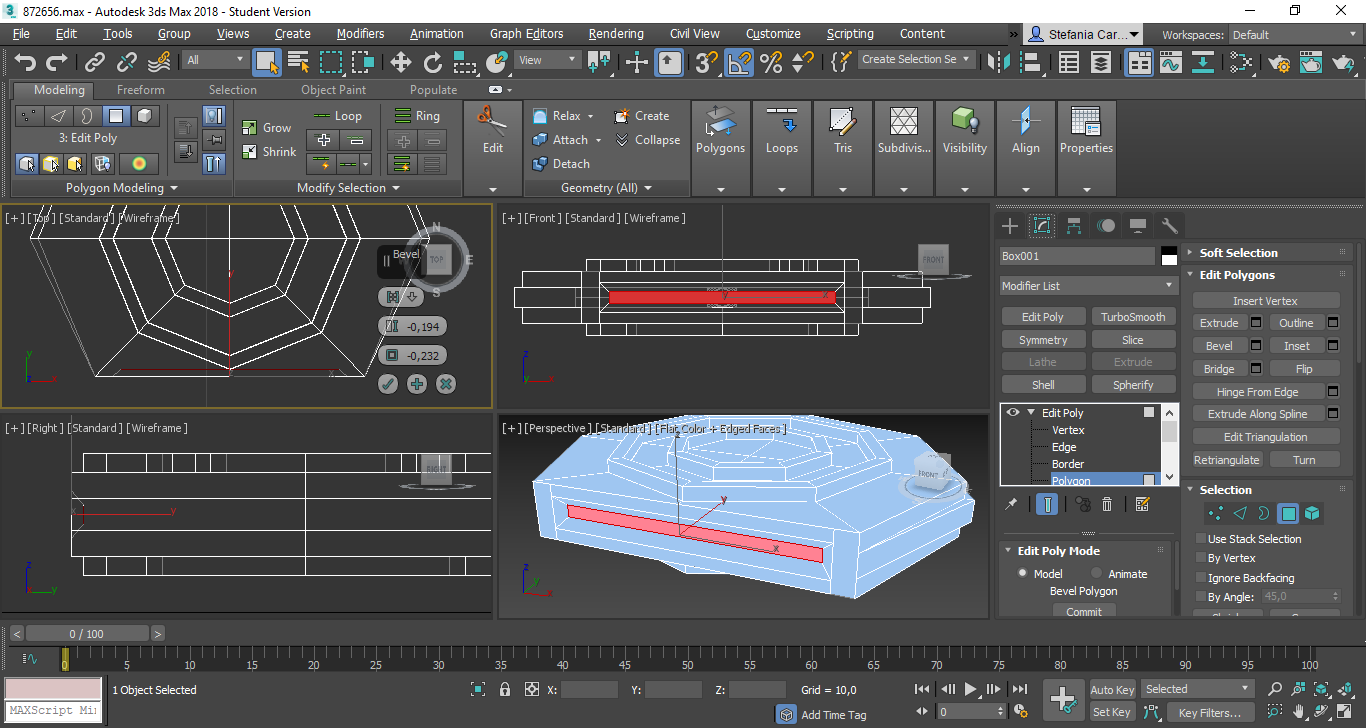 872656.max - Autodesk 3ds Max 2018 - Student Version
File Edit Tools Group Views Create Modifiers Animation Graph Editors Rendering Civil View Customize Scripting Content Stefania Car... Workspaces: Default
All View Create Selection Se
Modeling Freeform Selection Object Paint Populate
3: Edit Poly
Grow Shrink
Loop Ring
Edit
Relax Create
Attach Collapse
Detach
Polygons Loops Tris Subdivis... Visibility Align Properties
Polygon Modeling Modify Selection Geometry (All)
[+] [Top] [Standard] [Wireframe]
N
Bevel TOP E
S
-0,194
-0,232
y
z x
x
[+] [Front] [Standard] [Wireframe]
FRONT
y x
z
y x
[+] [Right] [Standard] [Wireframe]
RIGHT
x y
z
y
[+] [Perspective] [Standard] [Flat Color + Edged Faces]
z
FRONT
y
x
z
y
x
Box001
Modifier List
Edit Poly TurboSmooth
Symmetry Slice
Lathe Extrude
Shell Spherify
Edit Poly
Vertex
Edge
Border
Polygon
Edit Poly Mode
Model Animate
Bevel Polygon
Commit
Soft Selection
Edit Polygons
Insert Vertex
Extrude Outline
Bevel Inset
Bridge Flip
Hinge From Edge
Extrude Along Spline
Edit Triangulation
Retriangulate Turn
Selection
Use Stack Selection
By Vertex
Ignore Backfacing
By Angle: 45,0
< 0 / 100 >
0 5 10 15 20 25 30 35 40 45 50 55 60 65 70 75 80 85 90 95 100
1 Object Selected X: Y: Z: Grid = 10,0 Auto Key Selected
MAXScript Mi
Add Time Tag 0 Set Key Key Filters...